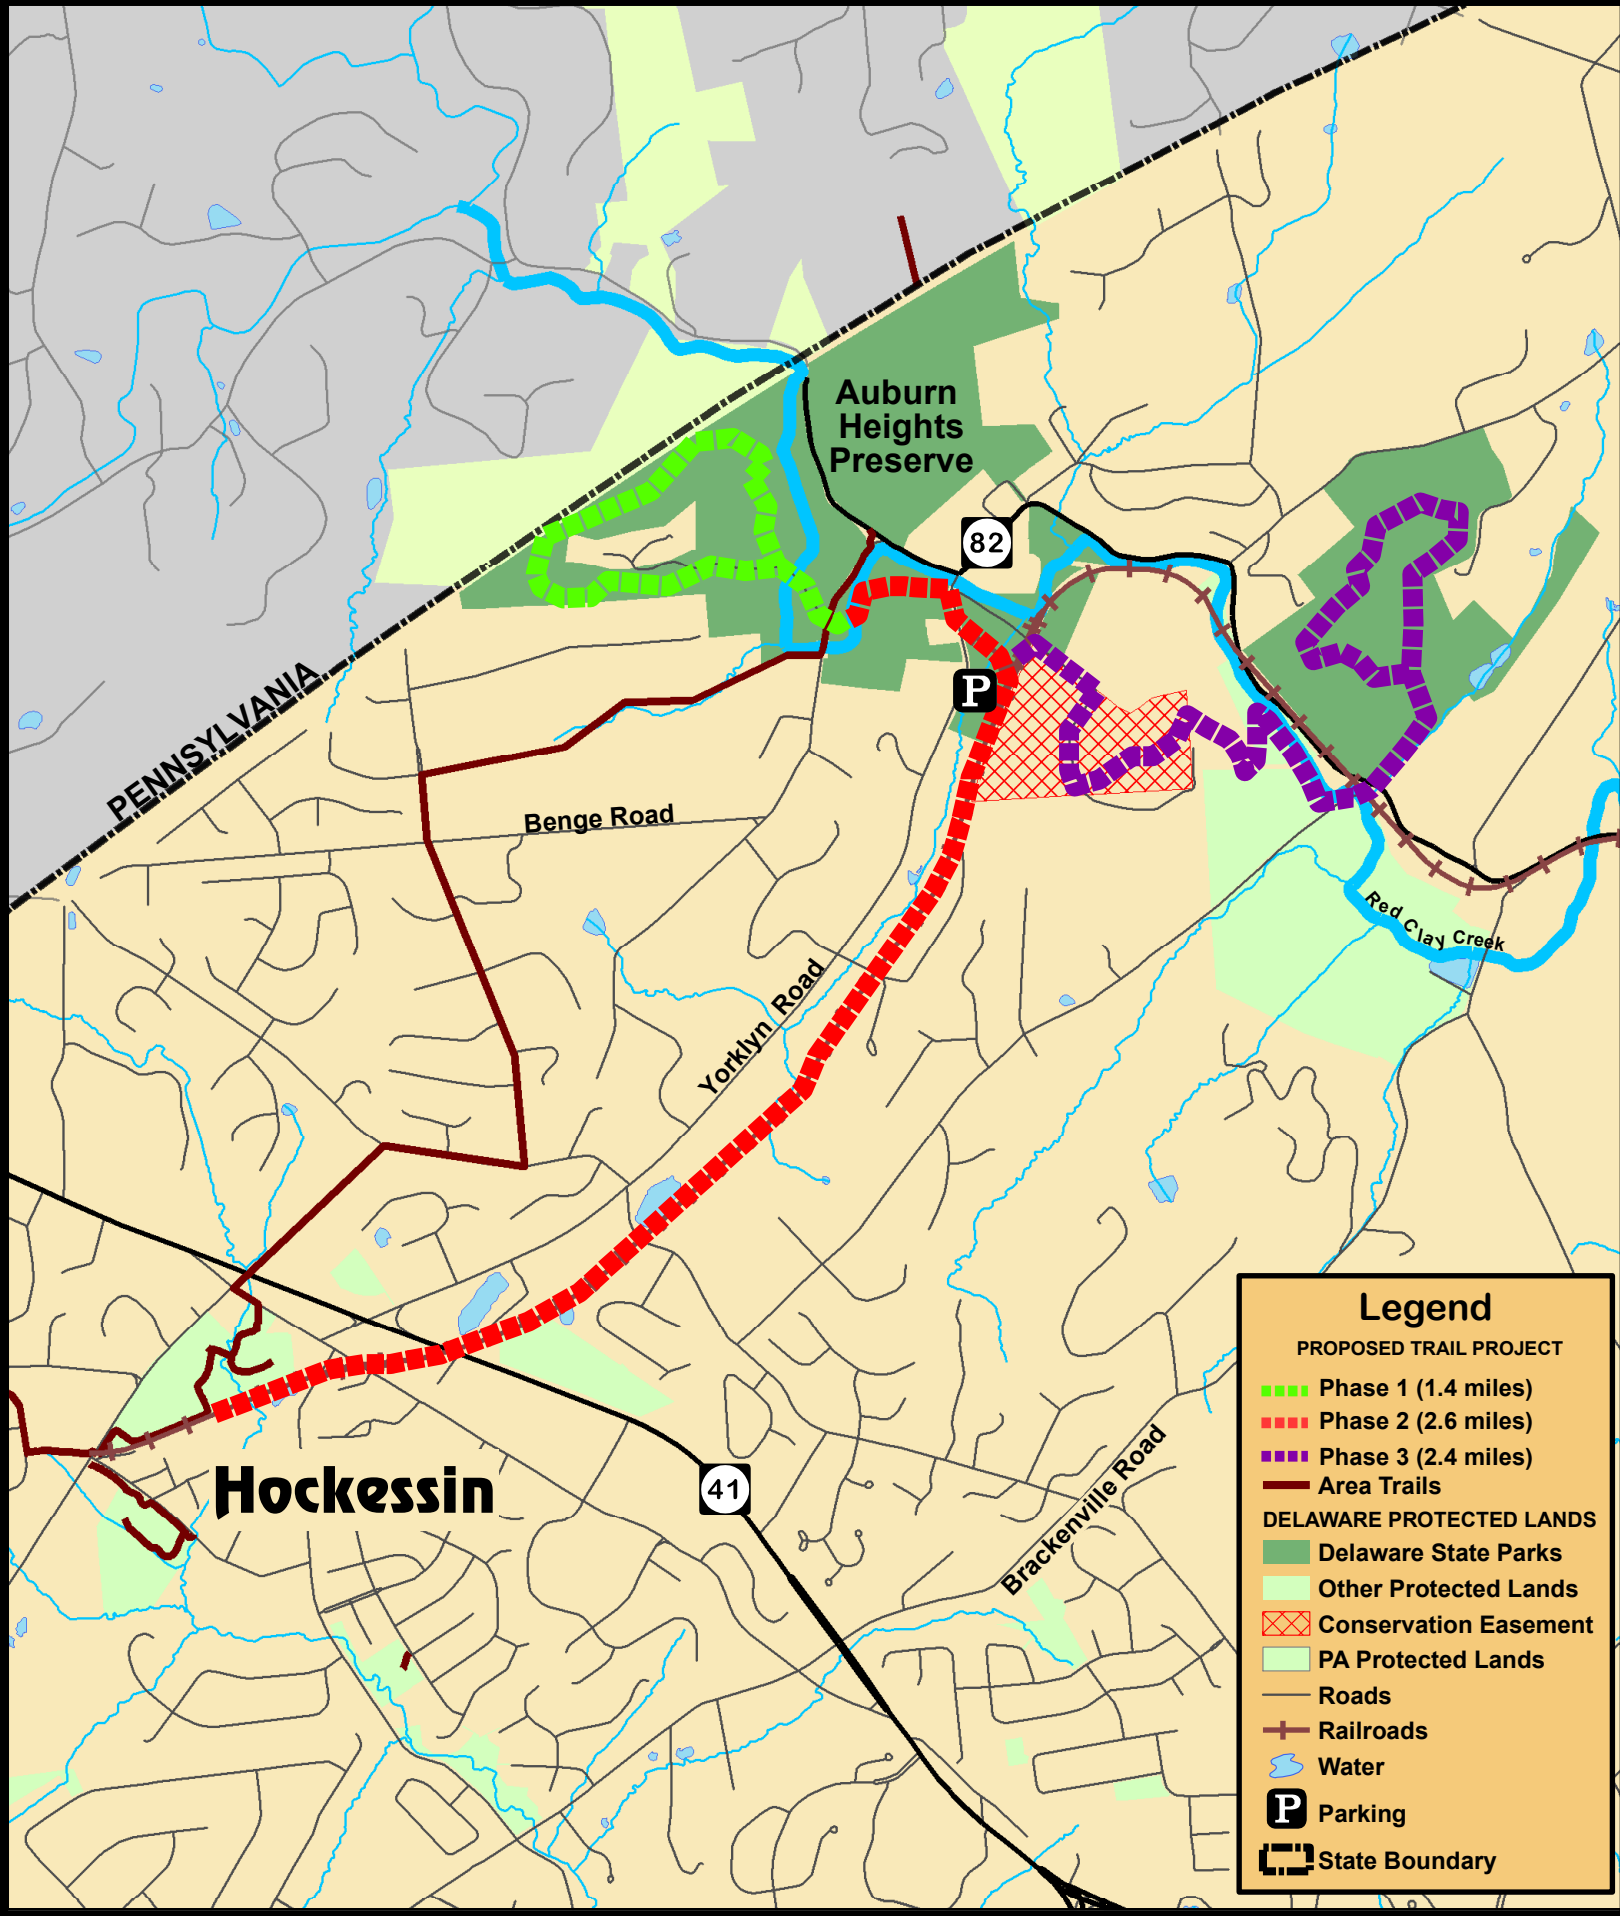 Auburn
Heights
Preserve
82
P
PENNSYLVANIA
Benge Road
Red Clay Creek
Yorklyn Road
Hockessin
41
Brackenville Road
Legend
PROPOSED TRAIL PROJECT
Phase 1 (1.4 miles)
Phase 2 (2.6 miles)
Phase 3 (2.4 miles)
Area Trails
DELAWARE PROTECTED LANDS
Delaware State Parks
Other Protected Lands
Conservation Easement
PA Protected Lands
Roads
Railroads
Water
P Parking
State Boundary